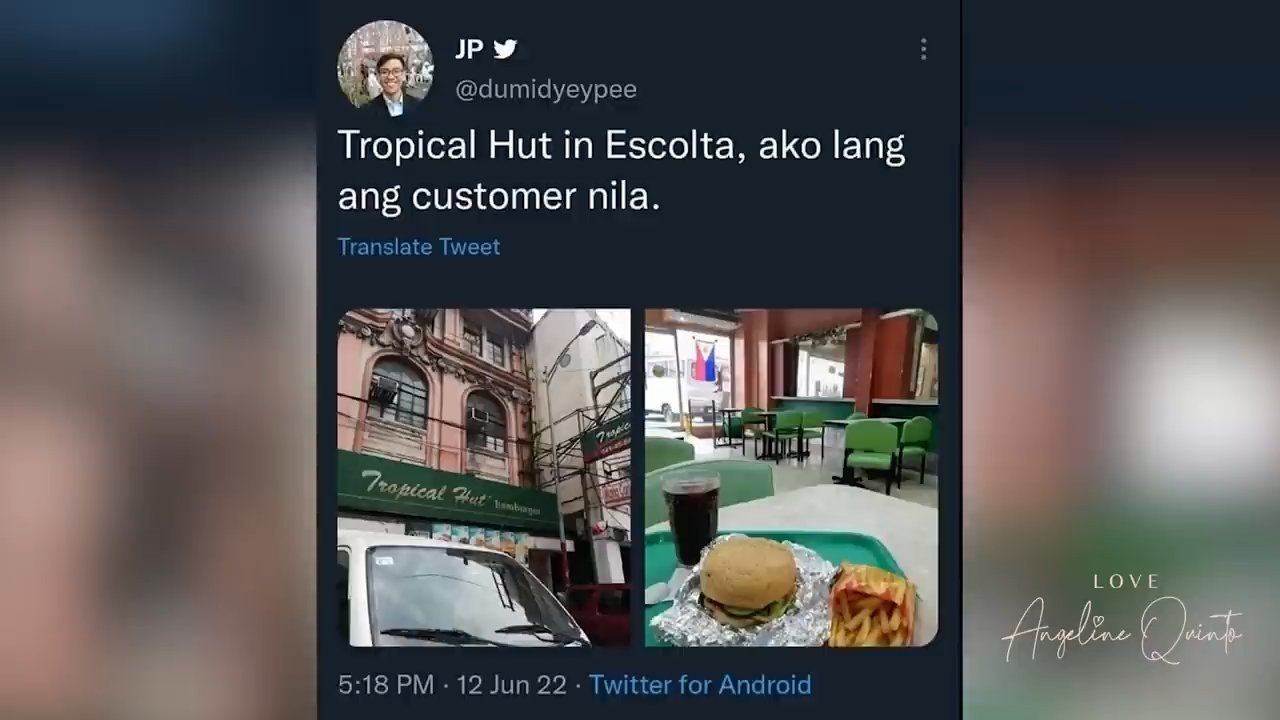 JP
@dumidyeypee
Tropical Hut in Escolta, ako lang
ang customer nila.
Translate Tweet
Tropical Hut hamburger
Tropic
5:18 PM · 12 Jun 22 · Twitter for Android
LOVE
Angeline Quinto